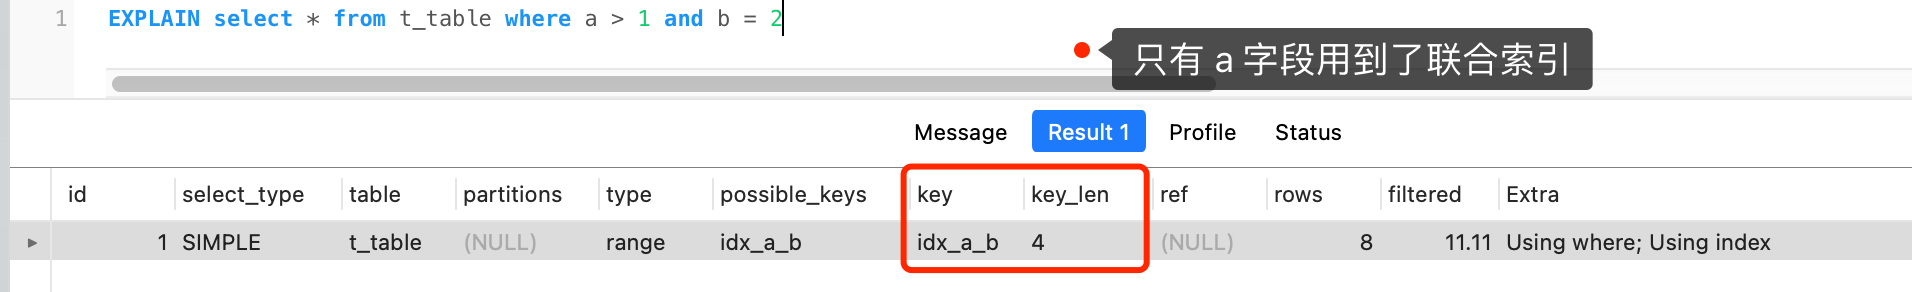 1 EXPLAIN select * from t_table where a > 1 and b = 2
只有 a 字段用到了联合索引
Message Result 1 Profile Status
id select_type table partitions type possible_keys key key_len ref rows filtered Extra
1 SIMPLE t_table (NULL) range idx_a_b idx_a_b 4 (NULL) 8 11.11 Using where; Using index